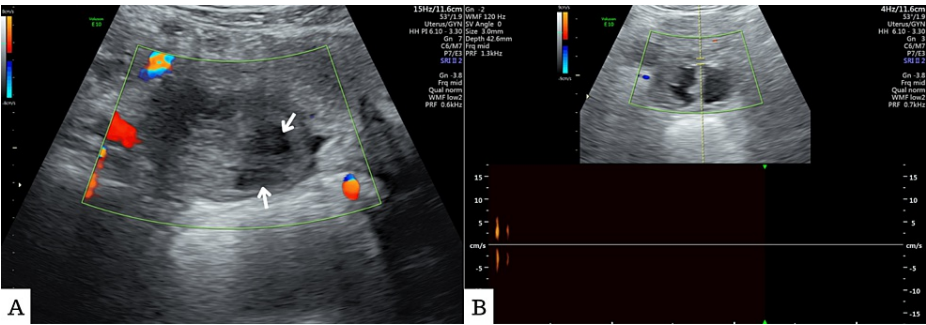 9cm/s
Volusion
E 10
-9cm/s
15Hz/11.6cm
53°/1.9
Uterus/GYN
HH PI 6.10 - 3.30
Gn 7
C6/M7
P7/E3
SRI II 2
Gn -3.8
Frq mid
Qual norm
WMF low2
PRF 0.6kHz
A
Gn -2
WMF 120 Hz
SV Angle 0
Size 3.0mm
Depth 42.6mm
Frq mid
PRF 1.3kHz
4Hz/11.6cm
53°/1.9
Uterus/GYN
HH PI 6.10 - 3.30
C6/M7
P7/E3
SRI II 2
Gn -3.8
Frq mid
Qual norm
WMF low2
PRF 0.7kHz
15
10
5
cm/s
-5
15
10
5
cm/s
-5
-10
-15
B